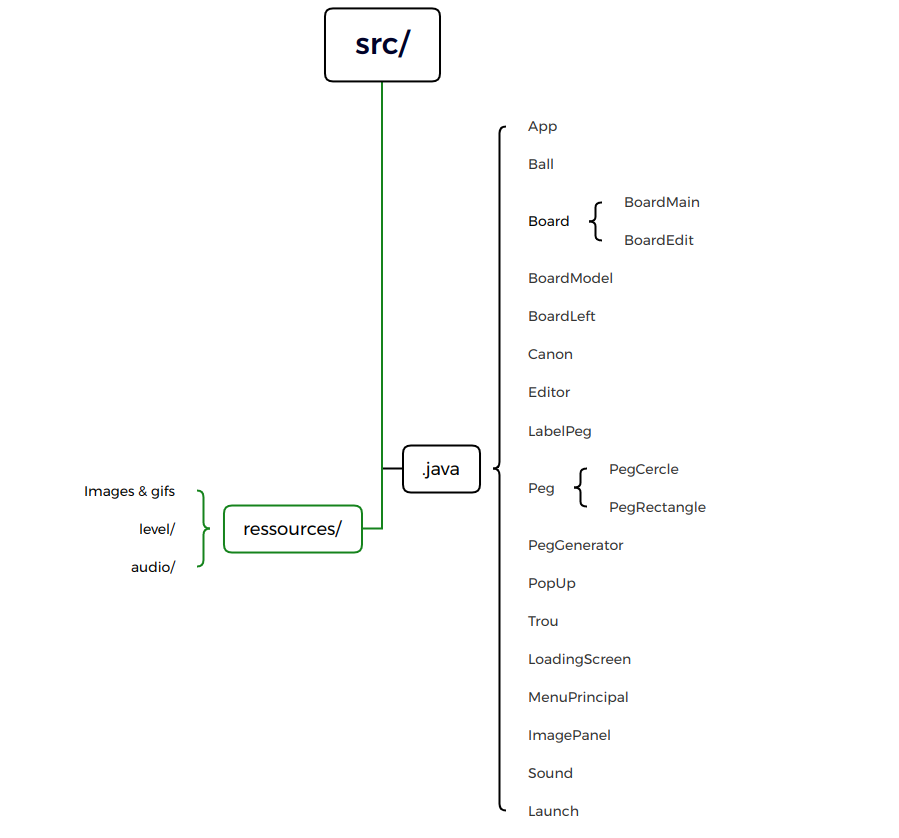 src/
App
Ball
Board
BoardMain
BoardEdit
BoardModel
BoardLeft
Canon
Editor
LabelPeg
.java
Peg
PegCercle
PegRectangle
PegGenerator
PopUp
Trou
LoadingScreen
MenuPrincipal
ImagePanel
Sound
Launch
ressources/
Images & gifs
level/
audio/